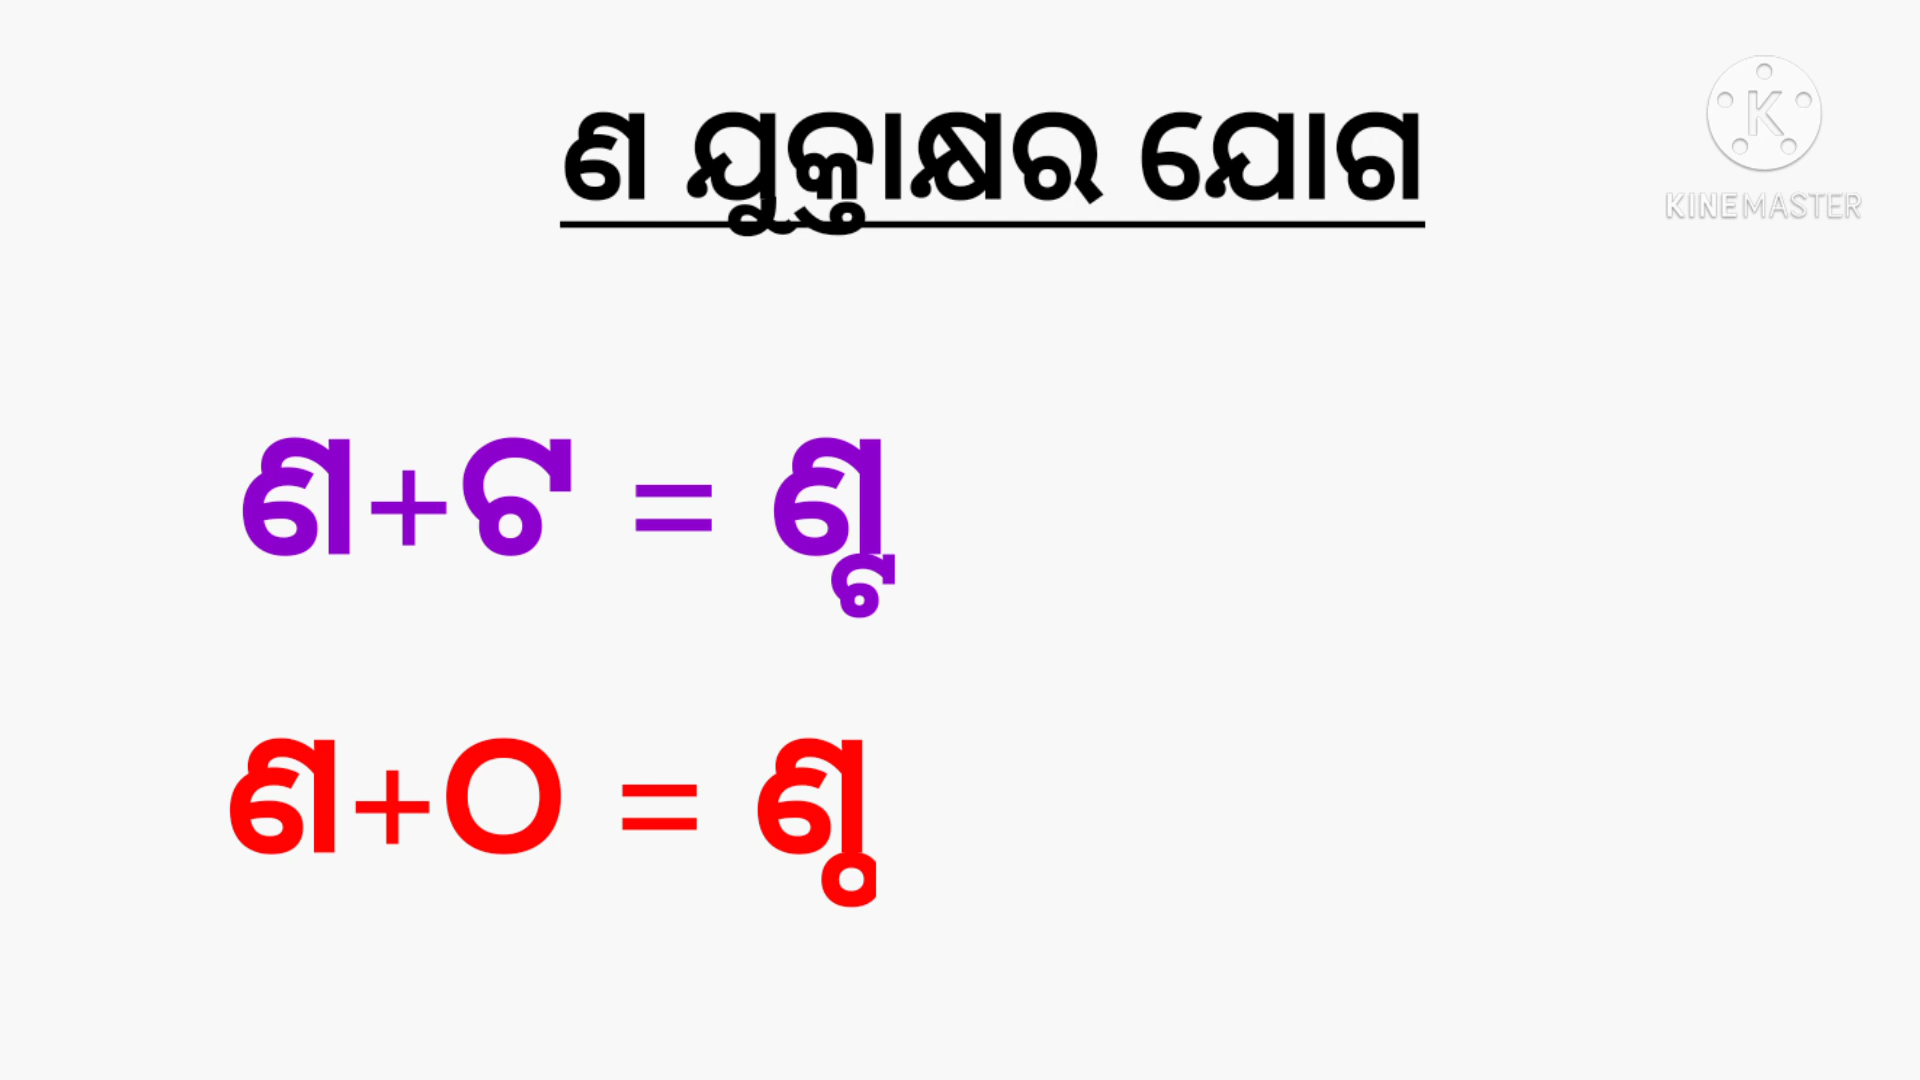 ଣ ଯୁକ୍ତାକ୍ଷର ଯୋଗ
KINEMASTER
ଣ+ଟ = ଣ୍ଟ
ଣ+ଠ = ଣ୍ଠ